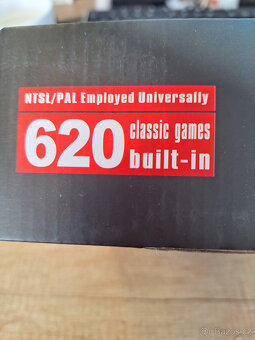 NTSL/PAL Employed Universally
620 classic games
built-in